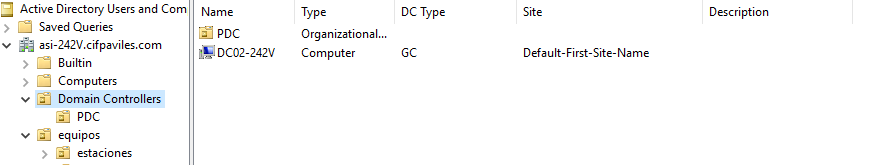 Active Directory Users and Com
Saved Queries
asi-242V.cifpaviles.com
Builtin
Computers
Domain Controllers
PDC
equipos
estaciones
Name Type DC Type Site Description
PDC Organizational...
DC02-242V Computer GC Default-First-Site-Name